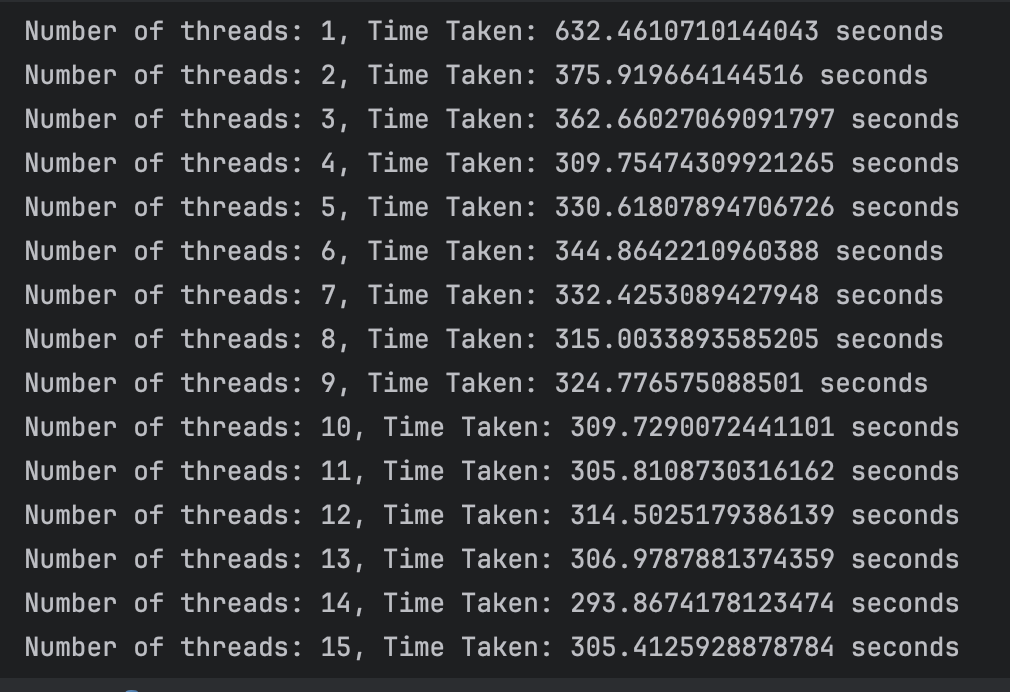 Number of threads: 1, Time Taken: 632.4610710144043 seconds
Number of threads: 2, Time Taken: 375.919664144516 seconds
Number of threads: 3, Time Taken: 362.66027069091797 seconds
Number of threads: 4, Time Taken: 309.75474309921265 seconds
Number of threads: 5, Time Taken: 330.61807894706726 seconds
Number of threads: 6, Time Taken: 344.8642210960388 seconds
Number of threads: 7, Time Taken: 332.4253089427948 seconds
Number of threads: 8, Time Taken: 315.0033893585205 seconds
Number of threads: 9, Time Taken: 324.776575088501 seconds
Number of threads: 10, Time Taken: 309.7290072441101 seconds
Number of threads: 11, Time Taken: 305.8108730316162 seconds
Number of threads: 12, Time Taken: 314.5025179386139 seconds
Number of threads: 13, Time Taken: 306.9787881374359 seconds
Number of threads: 14, Time Taken: 293.8674178123474 seconds
Number of threads: 15, Time Taken: 305.4125928878784 seconds